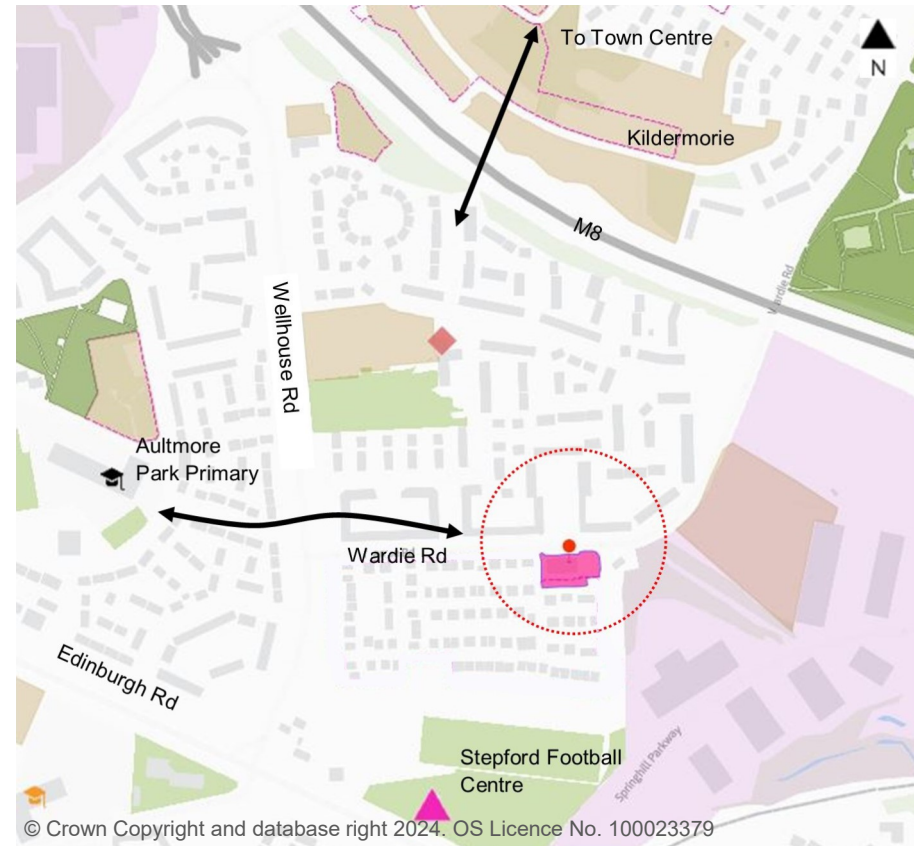 To Town Centre
N
Kildermorie
M8
Wardie Rd
Wellhouse Rd
Aultmore
Park Primary
Wardie Rd
Edinburgh Rd
Springhill Parkway
Stepford Football
Centre
© Crown Copyright and database right 2024. OS Licence No. 100023379